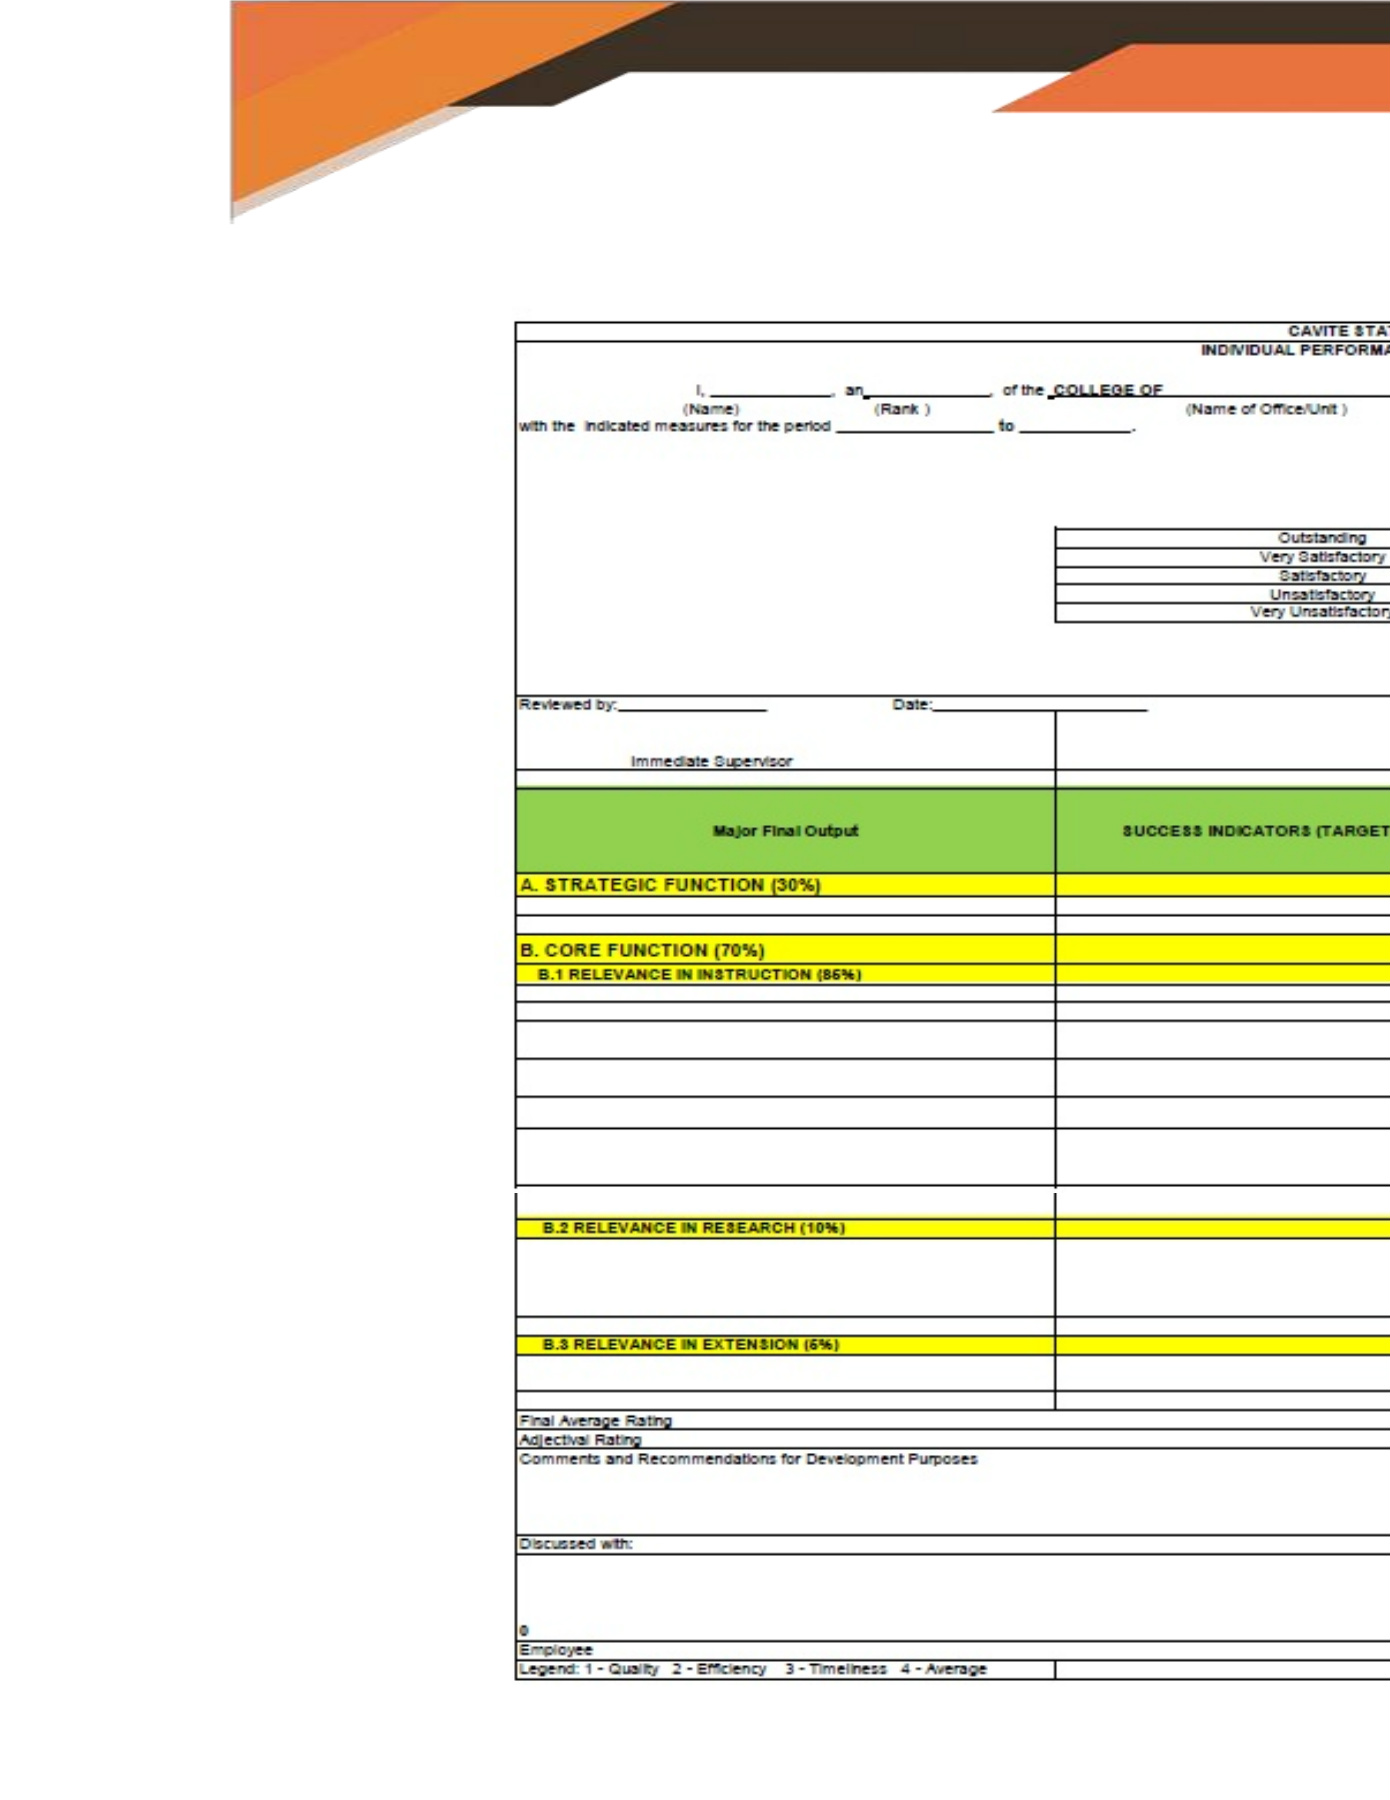 CAVITE STA
INDIVIDUAL PERFORMA
I, ____________, an____________, of the COLLEGE OF ____________
(Name) (Rank ) (Name of Office/Unit )
with the indicated measures for the period ____________ to ____________.
Outstanding
Very Satisfactory
Satisfactory
Unsatisfactory
Very Unsatisfactory
Reviewed by:____________ Date:____________
Immediate Supervisor
Major Final Output SUCCESS INDICATORS (TARGET
A. STRATEGIC FUNCTION (30%)
B. CORE FUNCTION (70%)
B.1 RELEVANCE IN INSTRUCTION (85%)
B.2 RELEVANCE IN RESEARCH (10%)
B.3 RELEVANCE IN EXTENSION (5%)
Final Average Rating
Adjectival Rating
Comments and Recommendations for Development Purposes
Discussed with:
0
Employee
Legend: 1 - Quality 2 - Efficiency 3 - Timeliness 4 - Average